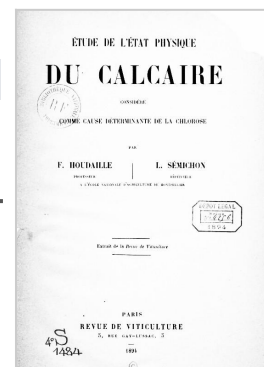 ÉTUDE DE L'ÉTAT PHYSIQUE
DU CALCAIRE
CONSIDÉRÉ
COMME CAUSE DÉTERMINANTE DE LA CHLOROSE
PAR
F. HOUDAILLE
L. SÉMICHON
PROFESSEUR
A L'ÉCOLE NATIONALE D'AGRICULTURE DE MONTPELLIER
Extrait de la Revue de Viticulture
DÉPOT LEGAL
1894
PARIS
REVUE DE VITICULTURE
5, RUE GAY-LUSSAC, 5
1894
4° S
1484